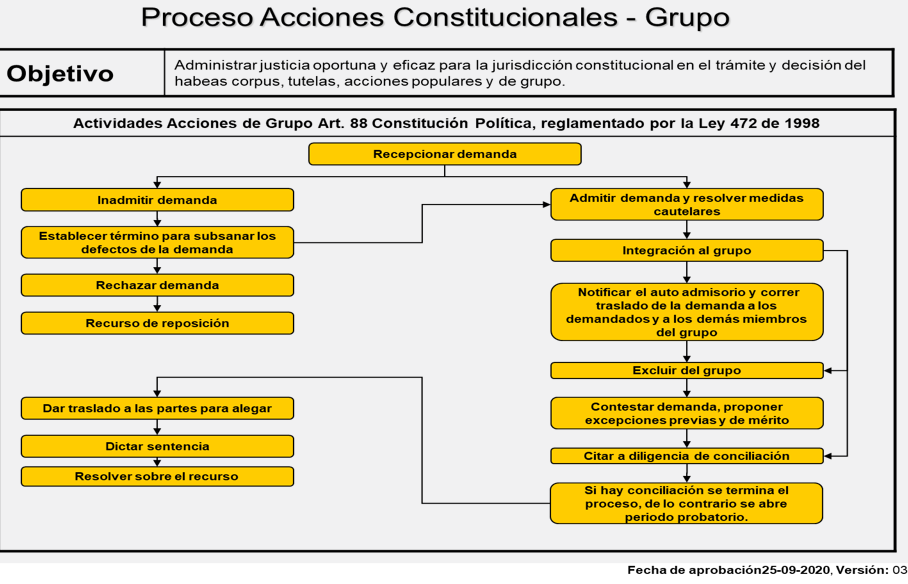 Proceso Acciones Constitucionales - Grupo
Objetivo
Administrar justicia oportuna y eficaz para la jurisdicción constitucional en el trámite y decisión del
habeas corpus, tutelas, acciones populares y de grupo.
Actividades Acciones de Grupo Art. 88 Constitución Política, reglamentado por la Ley 472 de 1998
Recepcionar demanda
Inadmitir demanda
Establecer término para subsanar los
defectos de la demanda
Rechazar demanda
Recurso de reposición
Admitir demanda y resolver medidas
cautelares
Integración al grupo
Notificar el auto admisorio y correr
traslado de la demanda a los
demandados y a los demás miembros
del grupo
Excluir del grupo
Contestar demanda, proponer
excepciones previas y de mérito
Citar a diligencia de conciliación
Si hay conciliación se termina el
proceso, de lo contrario se abre
periodo probatorio.
Dar traslado a las partes para alegar
Dictar sentencia
Resolver sobre el recurso
Fecha de aprobación25-09-2020, Versión: 03